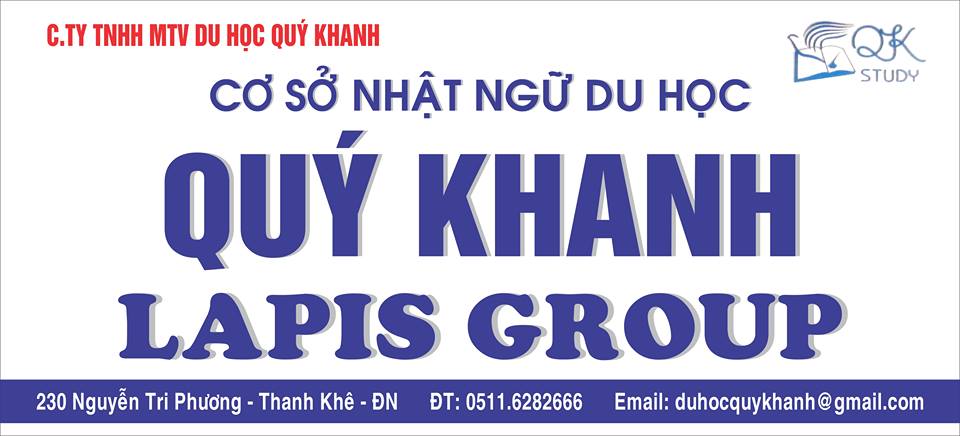 C.TY TNHH MTV DU HỌC QUÝ KHANH
QK
STUDY
CƠ SỞ NHẬT NGỮ DU HỌC
QUÝ KHANH
LAPIS GROUP
230 Nguyễn Tri Phương - Thanh Khê - ĐN ĐT: 0511.6282666 Email: duhocquykhanh@gmail.com